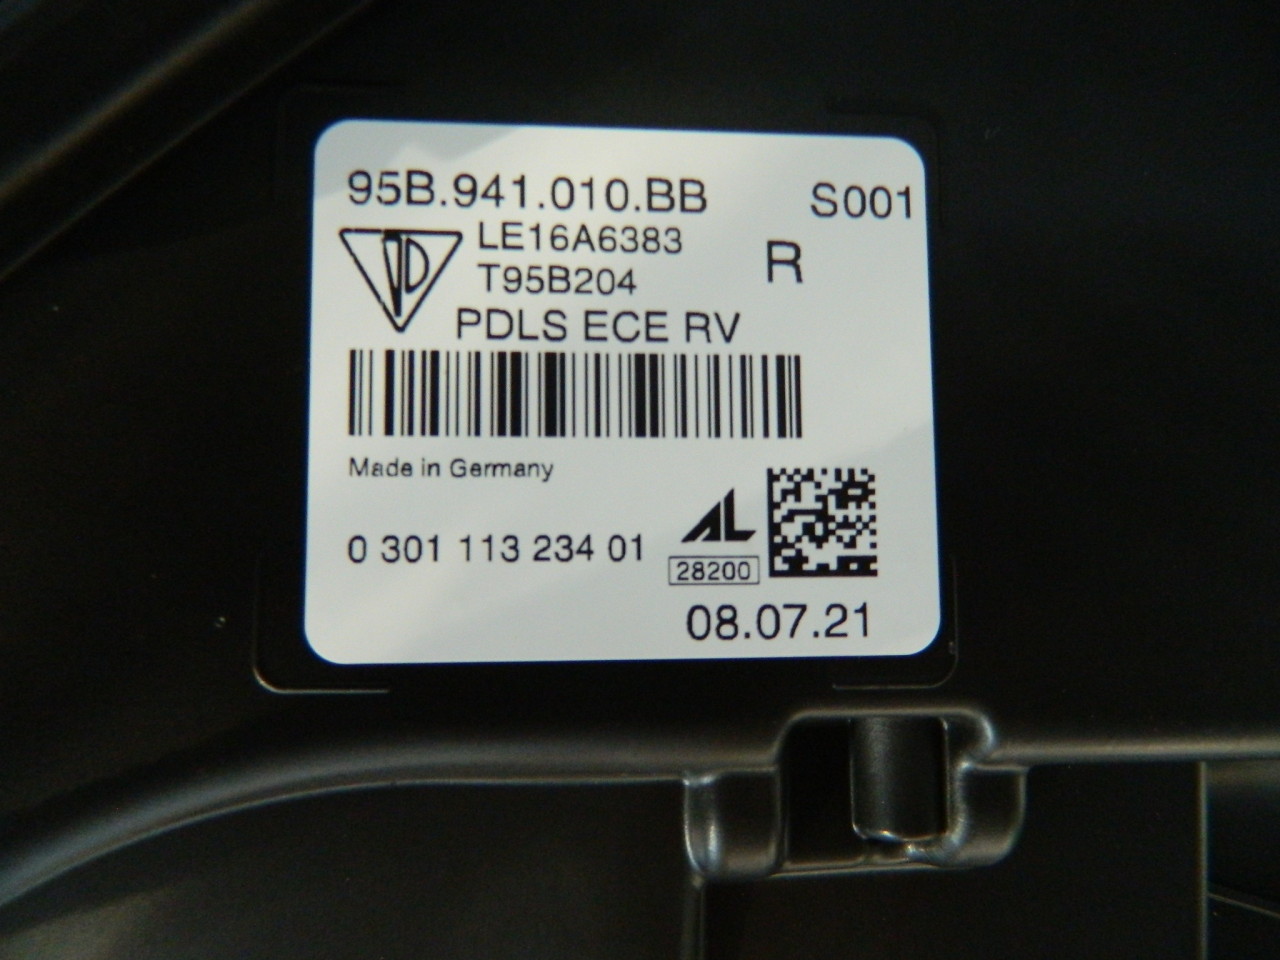 95B.941.010.BB S001
LE16A6383
T95B204 R
PDLS ECE RV
Made in Germany
0 301 113 234 01 AL
28200
08.07.21